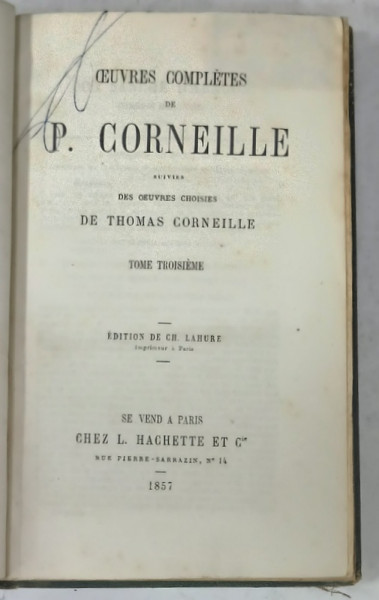 ŒUVRES COMPLÈTES
DE
P. CORNEILLE
SUIVIES
DES ŒUVRES CHOISIES
DE THOMAS CORNEILLE
TOME TROISIÈME
ÉDITION DE CH. LAHURE
Imprimeur à Paris
SE VEND A PARIS
CHEZ L. HACHETTE ET Cie
RUE PIERRE-SARRAZIN, N° 14
1857